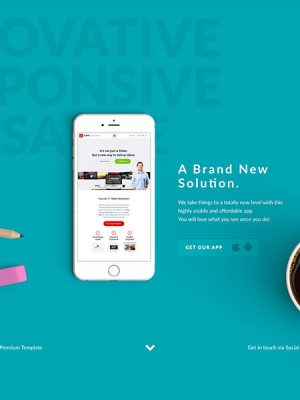 OVATIVE
PONSIVE
SA
It's not just a Slider.
But a new way to deliver ideas.
A Brand New
Solution.
We take things to a totally new level with this
highly usable and affordable app.
You will love what you see once you do!
GET OUR APP
Premium Template
Get in touch via Social